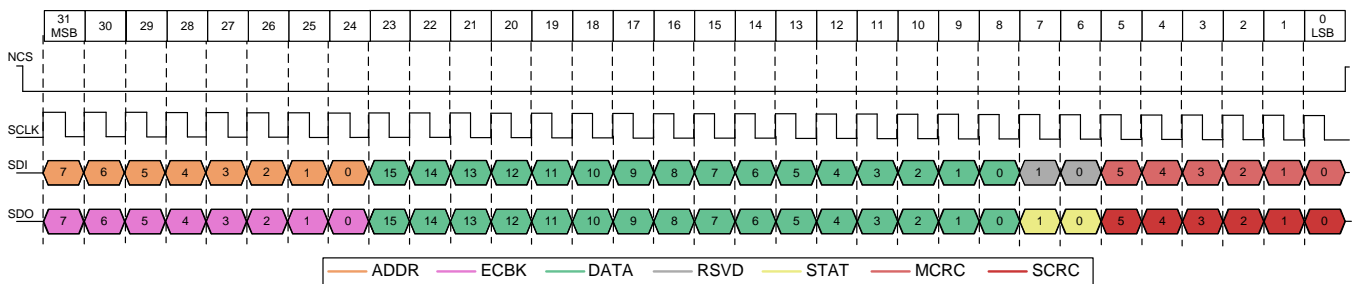 31 30 29 28 27 26 25 24 23 22 21 20 19 18 17 16 15 14 13 12 11 10 9 8 7 6 5 4 3 2 1 0
MSB LSB
NCS
SCLK
SDI 7 6 5 4 3 2 1 0 15 14 13 12 11 10 9 8 7 6 5 4 3 2 1 0 1 0 5 4 3 2 1 0
SDO 7 6 5 4 3 2 1 0 15 14 13 12 11 10 9 8 7 6 5 4 3 2 1 0 1 0 5 4 3 2 1 0
ADDR ECBK DATA RSVD STAT MCRC SCRC